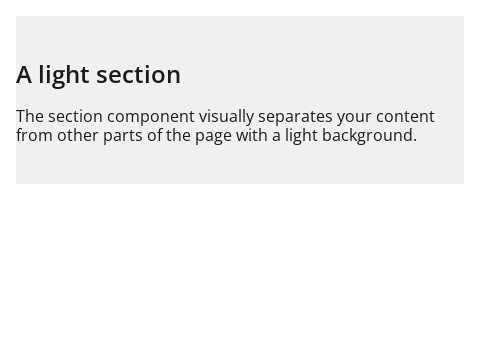 A light section
The section component visually separates your content
from other parts of the page with a light background.